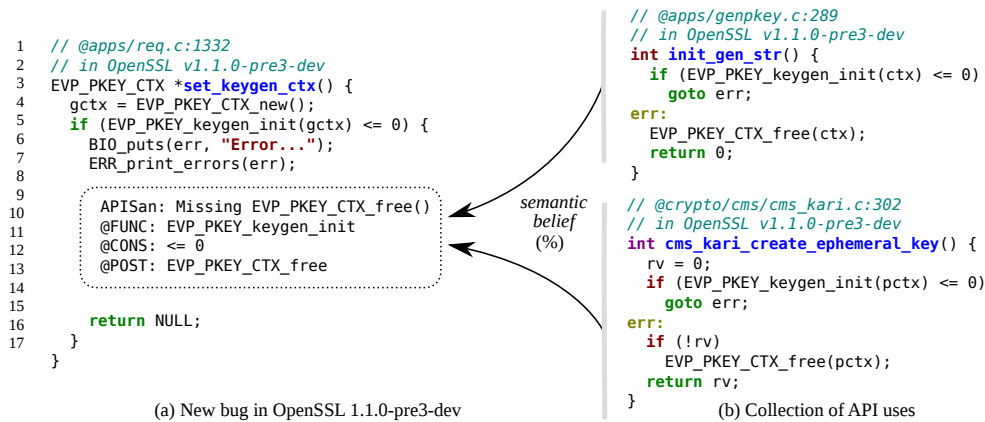 1
2
3
4
5
6
7
8
9
10
11
12
13
14
15
16
17
// @apps/req.c:1332
// in OpenSSL v1.1.0-pre3-dev
EVP_PKEY_CTX *set_keygen_ctx() {
gctx = EVP_PKEY_CTX_new();
if (EVP_PKEY_keygen_init(gctx) <= 0) {
BIO_puts(err, "Error...");
ERR_print_errors(err);
APISan: Missing EVP_PKEY_CTX_free()
@FUNC: EVP_PKEY_keygen_init
@CONS: <= 0
@POST: EVP_PKEY_CTX_free
return NULL;
}
}
(a) New bug in OpenSSL 1.1.0-pre3-dev
semantic
belief
(%)
// @apps/genpkey.c:289
// in OpenSSL v1.1.0-pre3-dev
int init_gen_str() {
if (EVP_PKEY_keygen_init(ctx) <= 0)
goto err;
err:
EVP_PKEY_CTX_free(ctx);
return 0;
}
// @crypto/cms/cms_kari.c:302
// in OpenSSL v1.1.0-pre3-dev
int cms_kari_create_ephemeral_key() {
rv = 0;
if (EVP_PKEY_keygen_init(pctx) <= 0)
goto err;
err:
if (!rv)
EVP_PKEY_CTX_free(pctx);
return rv;
}
(b) Collection of API uses